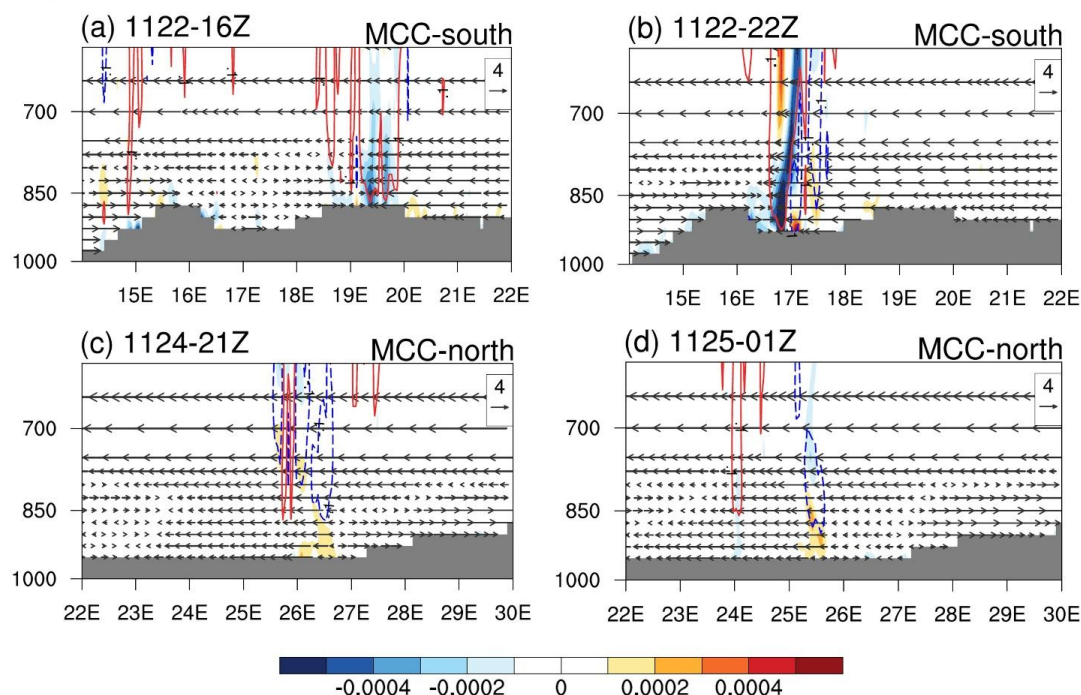 (a) 1122-16Z MCC-south
4
700
850
1000
15E 16E 17E 18E 19E 20E 21E 22E
(b) 1122-22Z MCC-south
4
700
850
1000
15E 16E 17E 18E 19E 20E 21E 22E
(c) 1124-21Z MCC-north
4
700
850
1000
22E 23E 24E 25E 26E 27E 28E 29E 30E
(d) 1125-01Z MCC-north
4
700
850
1000
22E 23E 24E 25E 26E 27E 28E 29E 30E
-0.0004 -0.0002 0 0.0002 0.0004